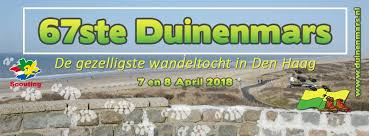 67ste Duinenmars
De gezelligste wandeltocht in Den Haag
7 en 8 April 2018
Scouting
www.duinenmars.nl